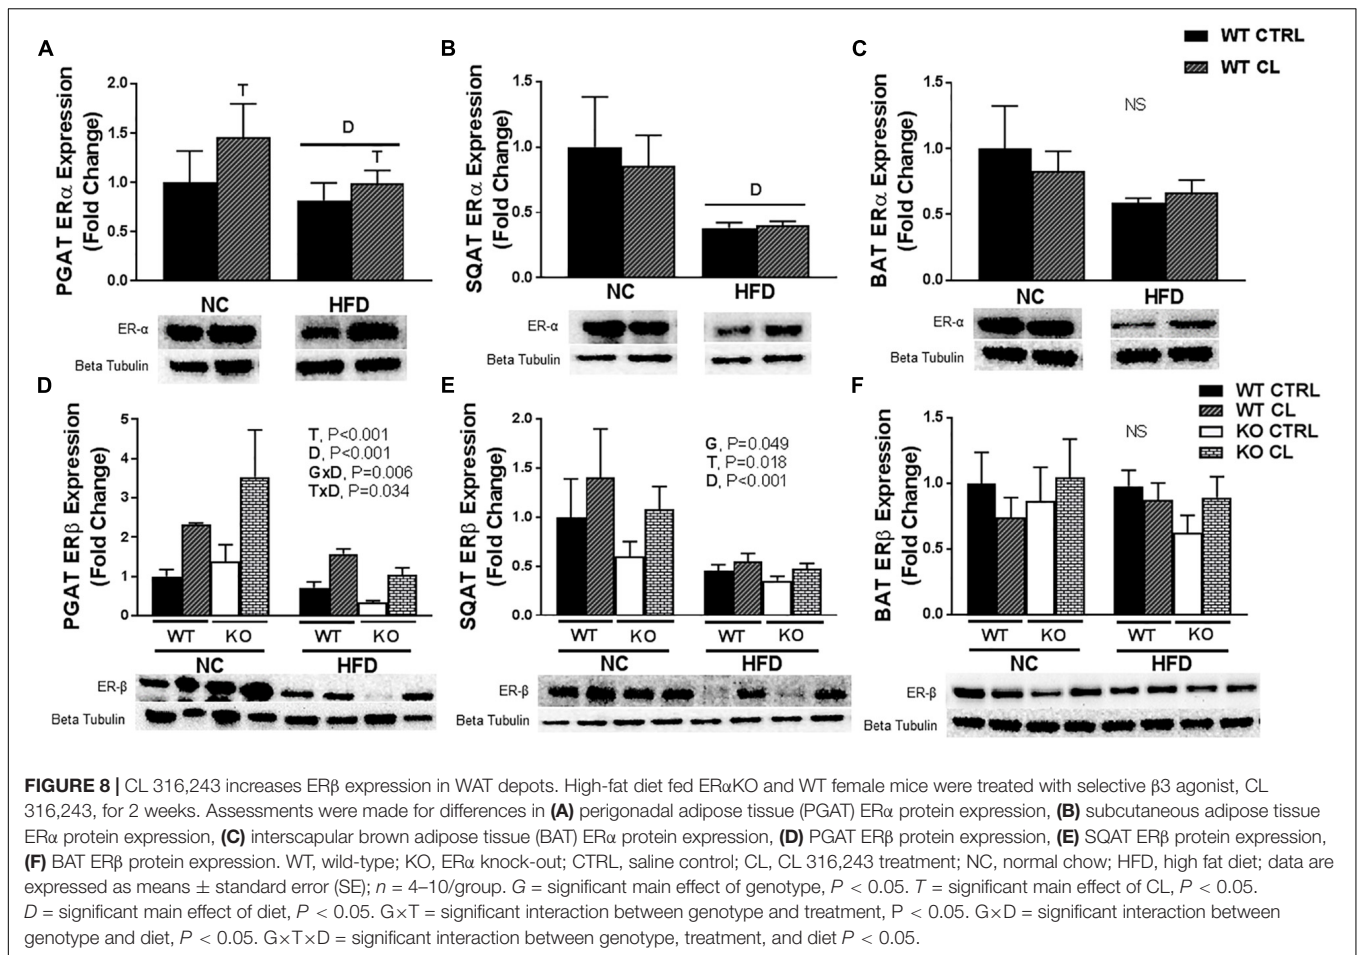 A
B
C
WT CTRL
WT CL
PGAT ERα Expression
(Fold Change)
2.0
1.5
1.0
0.5
0.0
T
D
T
NC
HFD
ER-α
Beta Tubulin
SQAT ERα Expression
(Fold Change)
1.5
1.0
0.5
0.0
D
NC
HFD
ER-α
Beta Tubulin
BAT ERα Expression
(Fold Change)
1.5
1.0
0.5
0.0
NS
NC
HFD
ER-α
Beta Tubulin
D
E
F
PGAT ERβ Expression
(Fold Change)
5
4
3
2
1
0
T, P<0.001
D, P<0.001
GxD, P=0.006
TxD, P=0.034
WT
KO
WT
KO
NC
HFD
ER-β
Beta Tubulin
SQAT ERβ Expression
(Fold Change)
2.0
1.5
1.0
0.5
0.0
G, P=0.049
T, P=0.018
D, P<0.001
WT
KO
WT
KO
NC
HFD
ER-β
Beta Tubulin
BAT ERβ Expression
(Fold Change)
1.5
1.0
0.5
0.0
NS
WT CTRL
WT CL
KO CTRL
KO CL
WT
KO
WT
KO
NC
HFD
ER-β
Beta Tubulin
FIGURE 8 | CL 316,243 increases ERβ expression in WAT depots. High-fat diet fed ERαKO and WT female mice were treated with selective β3 agonist, CL
316,243, for 2 weeks. Assessments were made for differences in (A) perigonadal adipose tissue (PGAT) ERα protein expression, (B) subcutaneous adipose tissue
ERα protein expression, (C) interscapular brown adipose tissue (BAT) ERα protein expression, (D) PGAT ERβ protein expression, (E) SQAT ERβ protein expression,
(F) BAT ERβ protein expression. WT, wild-type; KO, ERα knock-out; CTRL, saline control; CL, CL 316,243 treatment; NC, normal chow; HFD, high fat diet; data are
expressed as means ± standard error (SE); n = 4–10/group. G = significant main effect of genotype, P < 0.05. T = significant main effect of CL, P < 0.05.
D = significant main effect of diet, P < 0.05. G×T = significant interaction between genotype and treatment, P < 0.05. G×D = significant interaction between
genotype and diet, P < 0.05. G×T×D = significant interaction between genotype, treatment, and diet P < 0.05.